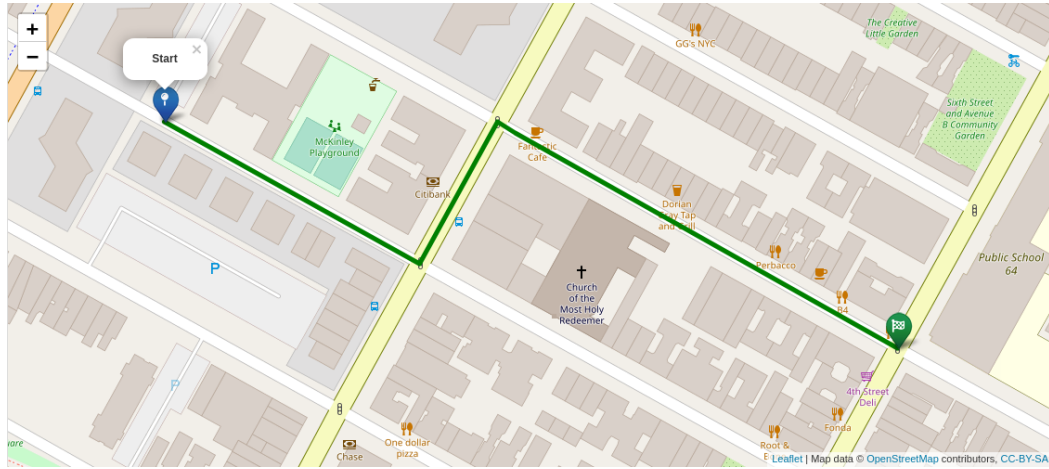 +
−
Start
×
GG's NYC
The Creative
Little Garden
Sixth Street
and Avenue
B Community
Garden
McKinley
Playground
Fantastic
Cafe
Citibank
Dorian
Gray Tap
and Grill
Perbacco
Public School
64
P
Church
of the
Most Holy
Redeemer
B4
P
4th Street
Deli
Fonda
One dollar
pizza
Root &
Chase
Leaflet | Map data © OpenStreetMap contributors, CC-BY-SA